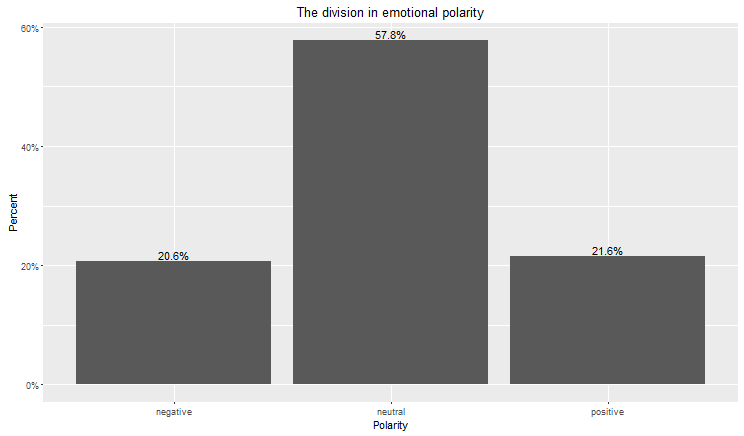 The division in emotional polarity
60%
57.8%
40%
Percent
21.6%
20.6%
20%
0%
negative neutral positive
Polarity